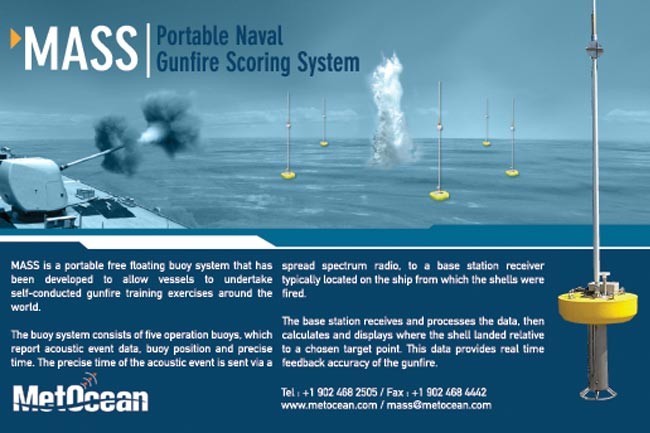 MASS
Portable Naval
Gunfire Scoring System
MASS is a portable free floating buoy system that has
been developed to allow vessels to undertake
self-conducted gunfire training exercises around the
world.
The buoy system consists of five operation buoys, which
report acoustic event data, buoy position and precise
time. The precise time of the acoustic event is sent via a
spread spectrum radio, to a base station receiver
typically located on the ship from which the shells were
fired.
The base station receives and processes the data, then
calculates and displays where the shell landed relative
to a chosen target point. This data provides real time
feedback accuracy of the gunfire.
MetOcean
Tel : +1 902 468 2505 / Fax : +1 902 468 4442
www.metocean.com / mass@metocean.com